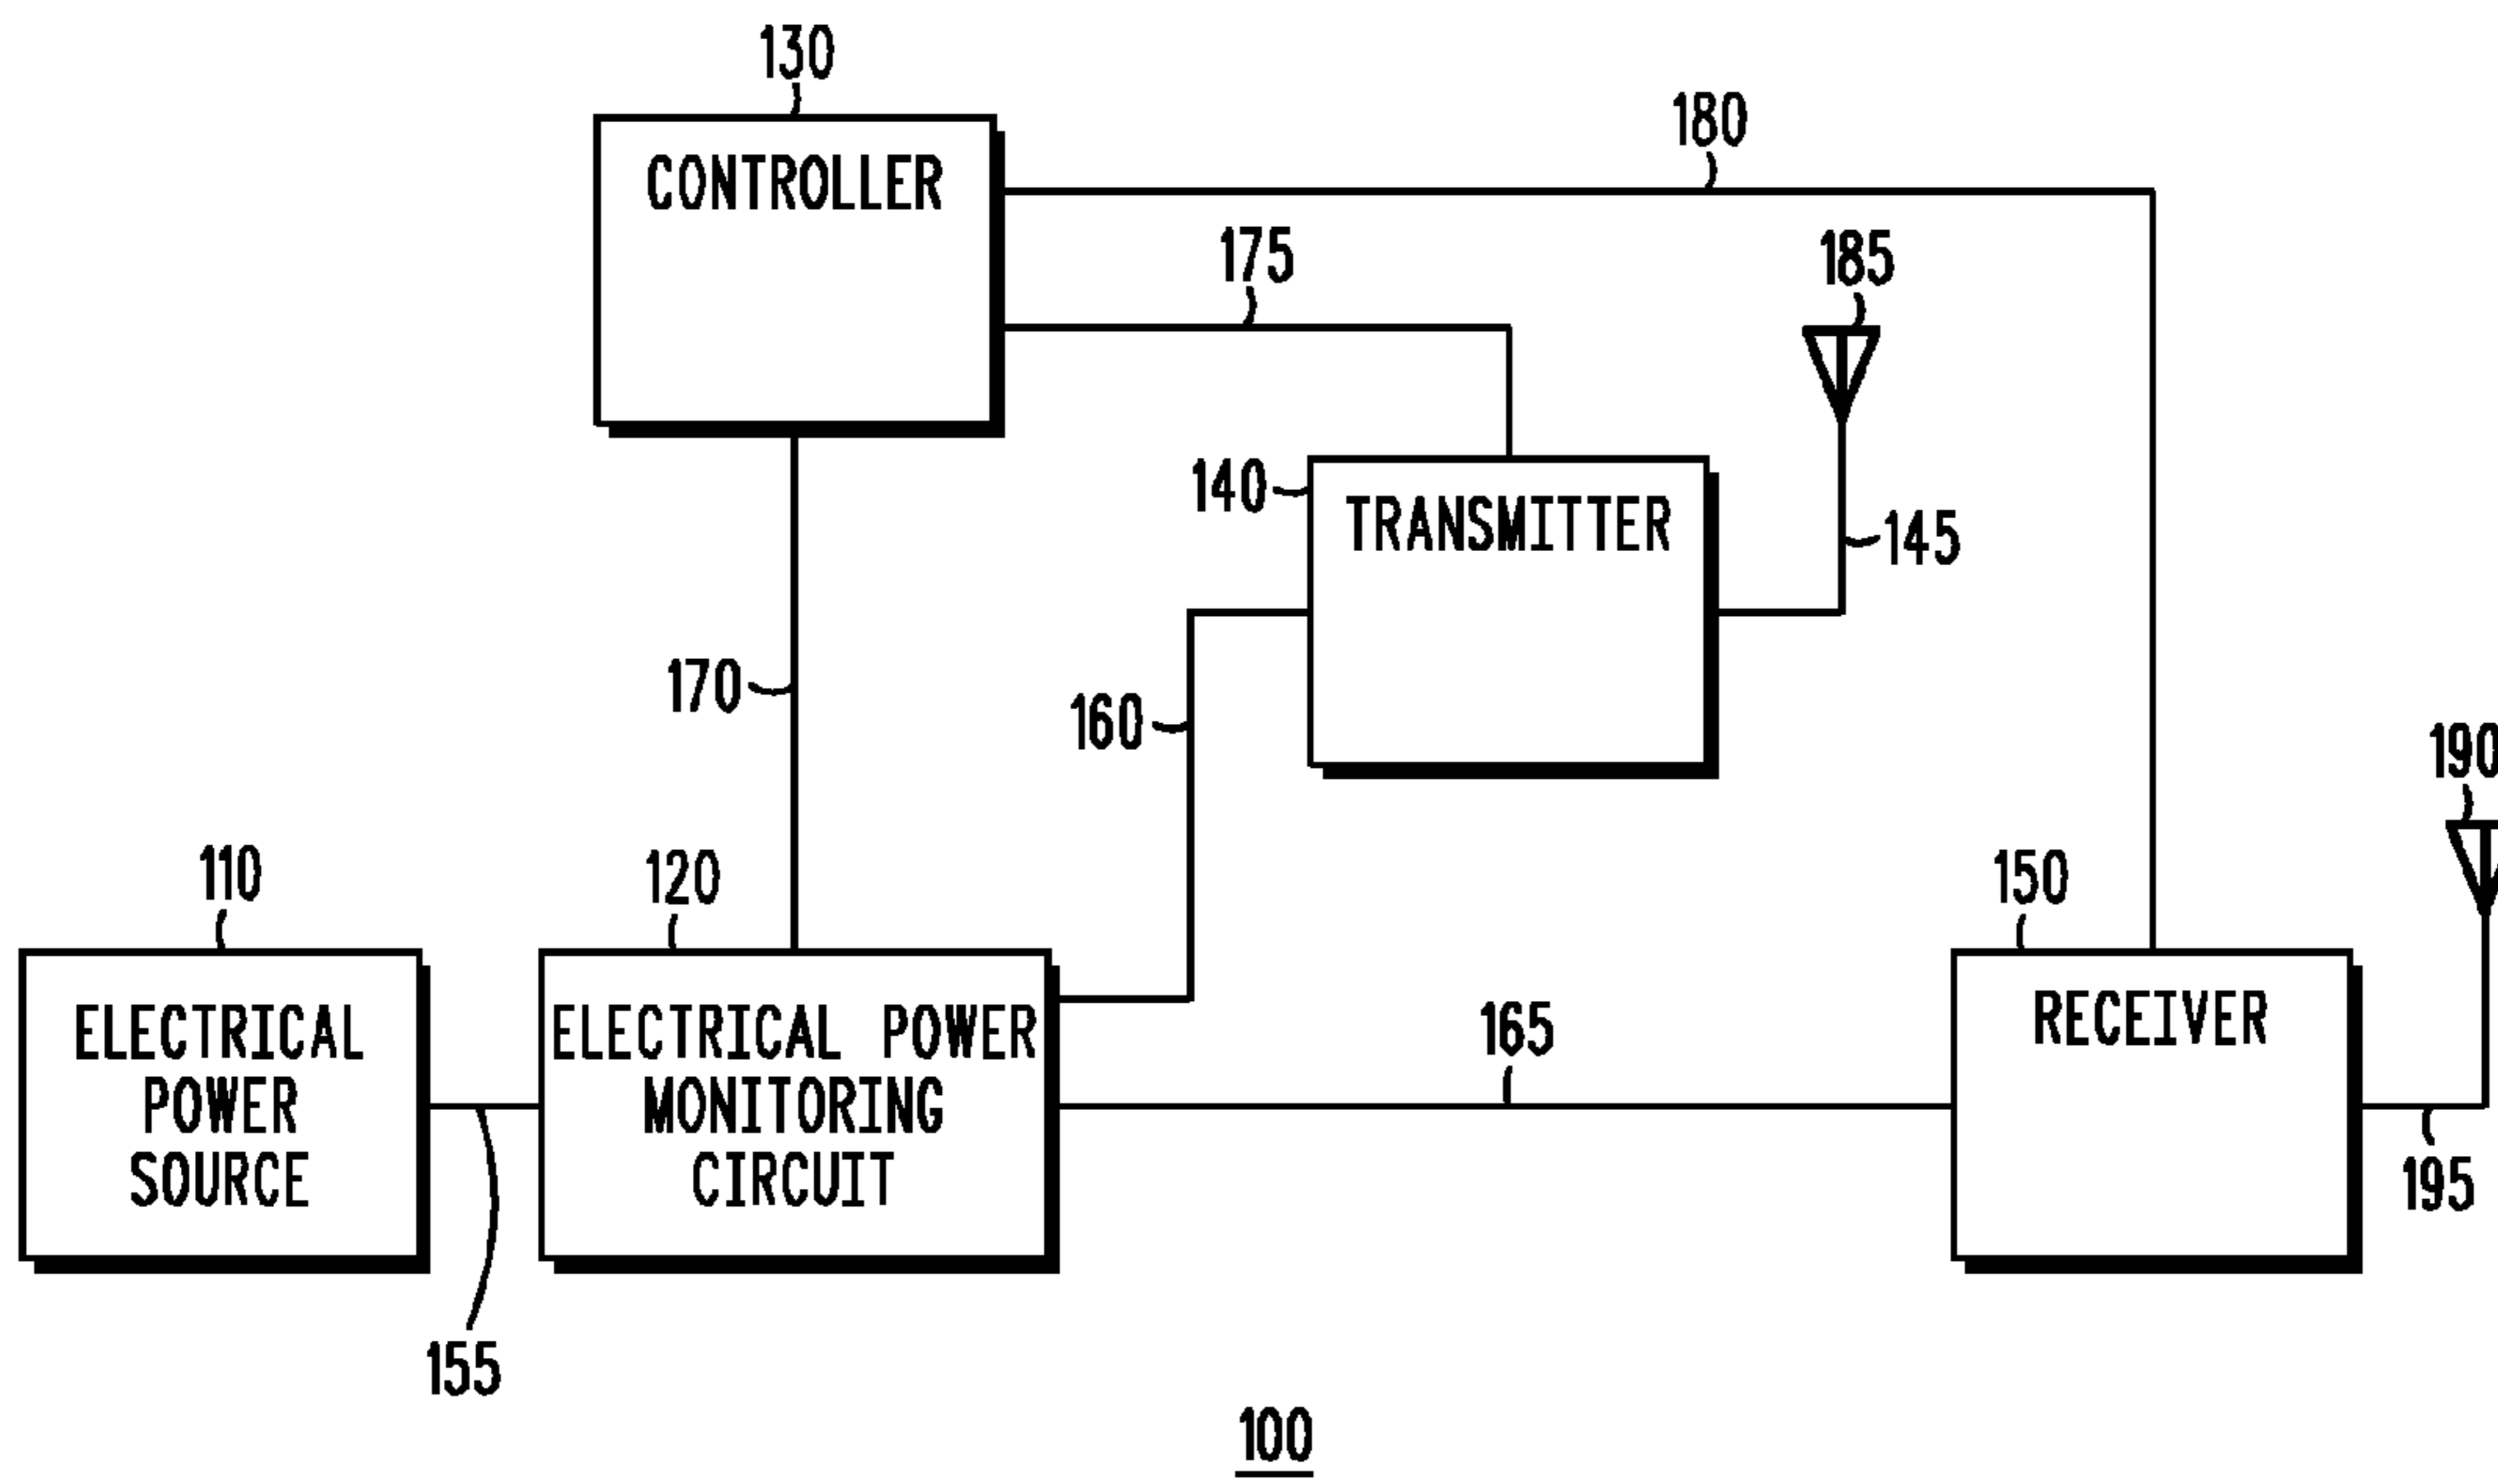 130
CONTROLLER
180
175
185
140
TRANSMITTER
145
170
160
190
110
120
150
ELECTRICAL
POWER
SOURCE
ELECTRICAL POWER
MONITORING
CIRCUIT
165
RECEIVER
195
155
100